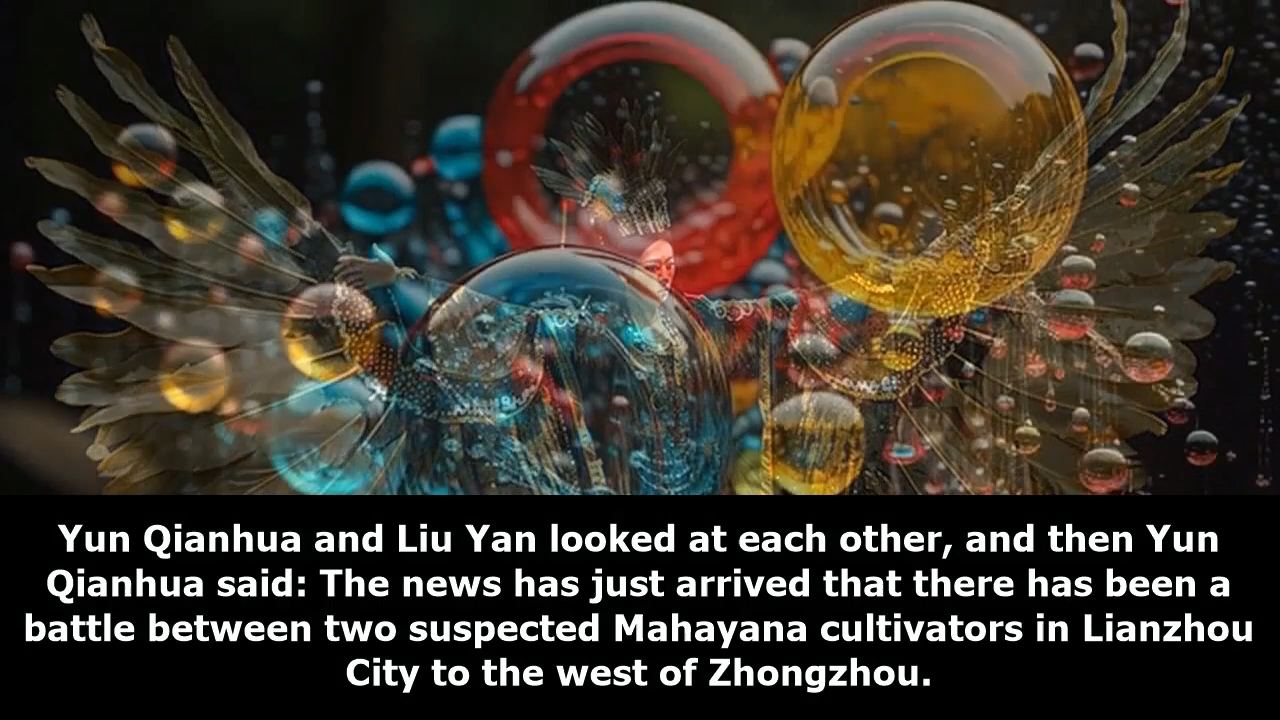 Yun Qianhua and Liu Yan looked at each other, and then Yun
Qianhua said: The news has just arrived that there has been a
battle between two suspected Mahayana cultivators in Lianzhou
City to the west of Zhongzhou.